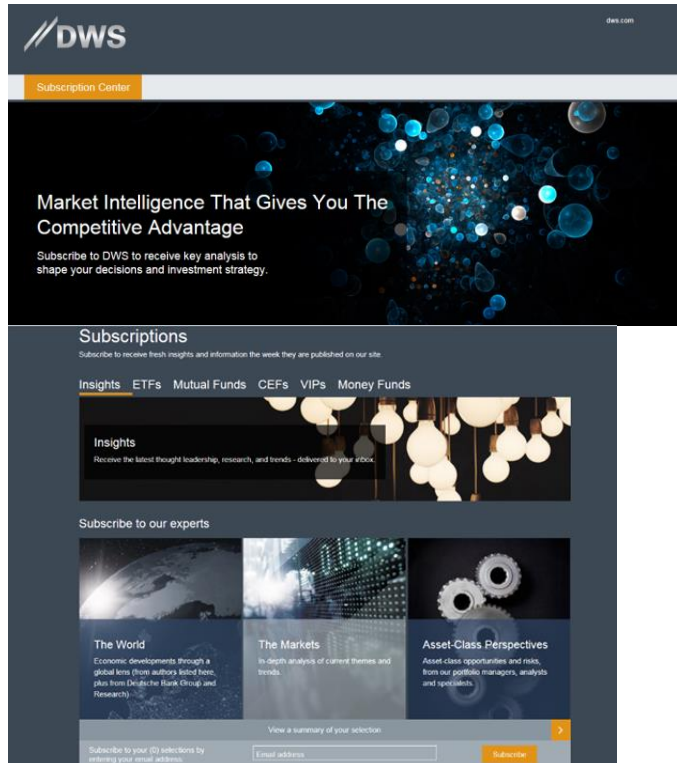 DWS
dws.com
Subscription Center
Market Intelligence That Gives You The
Competitive Advantage
Subscribe to DWS to receive key analysis to
shape your decisions and investment strategy.
Subscriptions
Subscribe to receive fresh insights and information the week they are published on our site.
Insights ETFs Mutual Funds CEFs VIPs Money Funds
Insights
Receive the latest thought leadership, research, and trends - delivered to your inbox.
Subscribe to our experts
The World
Economic developments through a
global lens (from authors listed here,
plus from Deutsche Bank Group and
Research)
The Markets
In-depth analysis of current themes and
trends.
Asset-Class Perspectives
Asset-class opportunities and risks,
from our portfolio managers, analysts
and specialists.
View a summary of your selection
Subscribe to your (0) selections by
entering your email address.
Email address
Subscribe